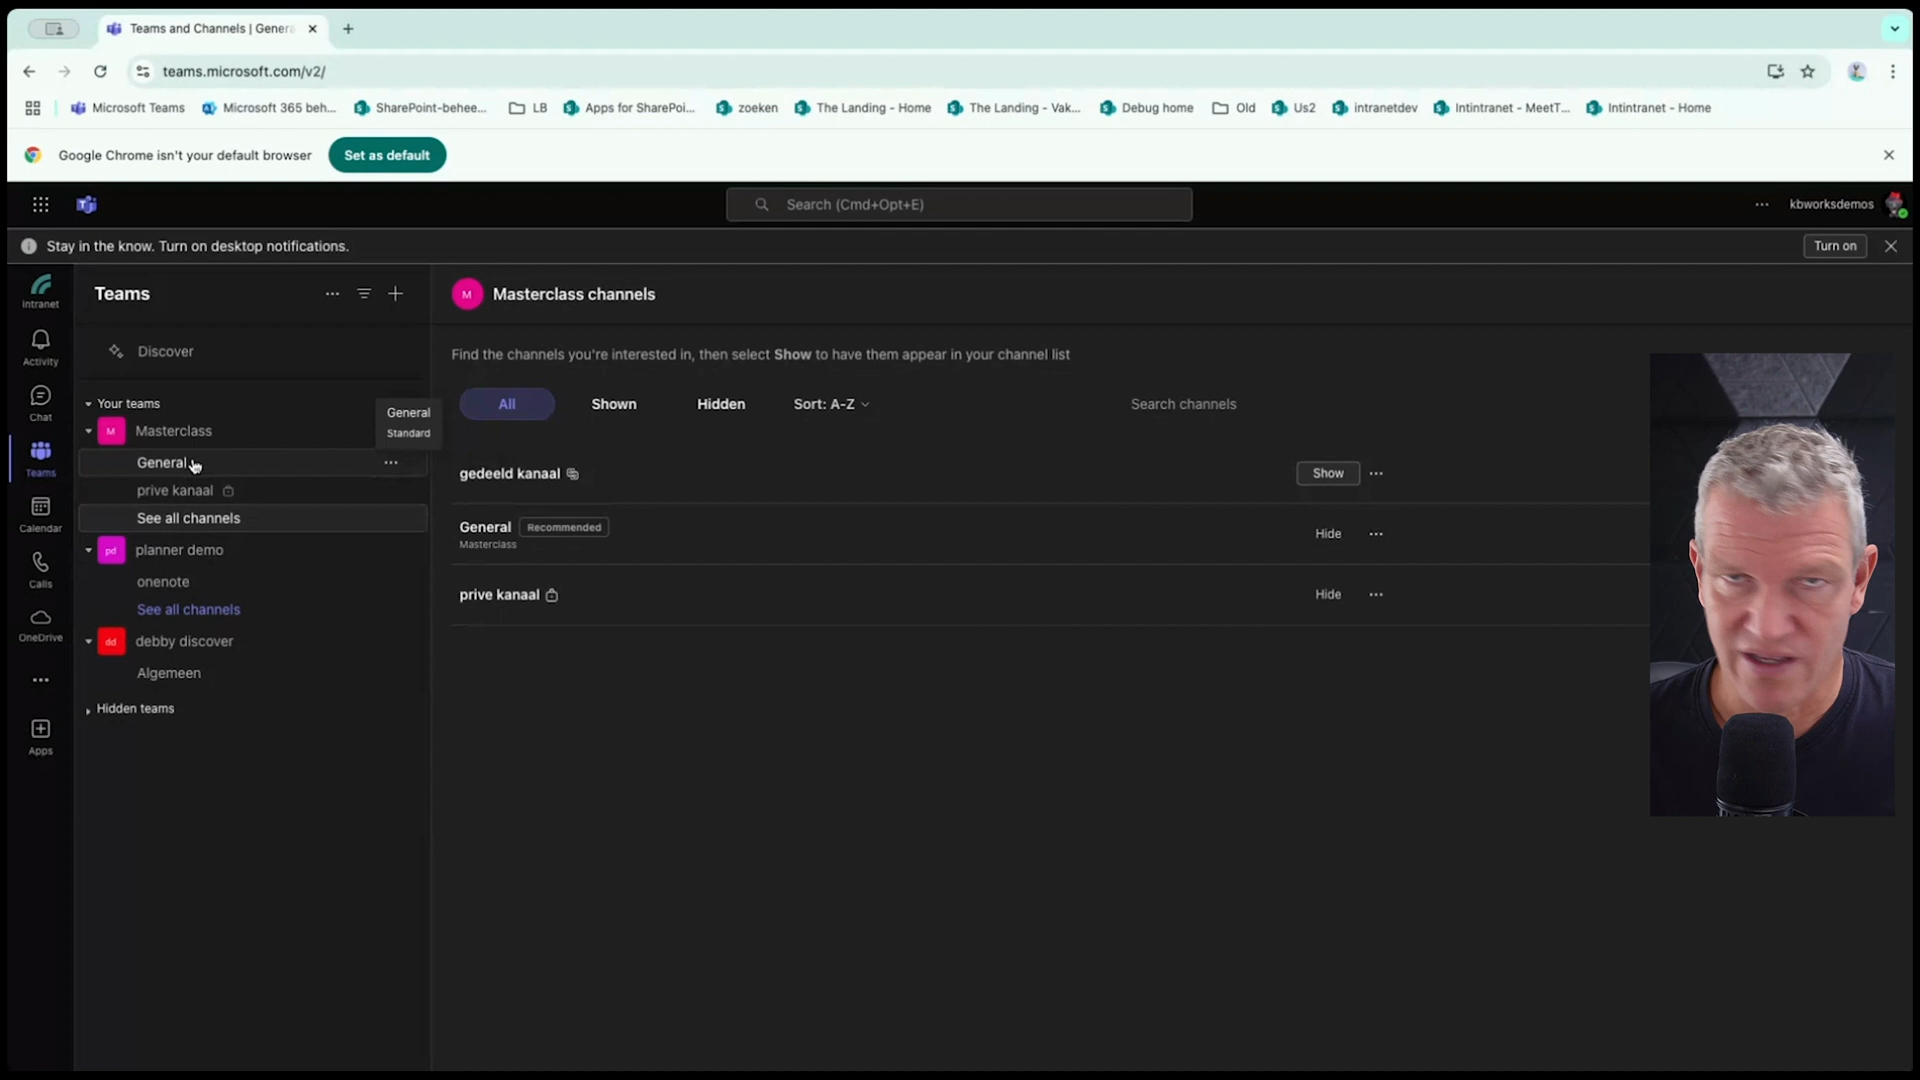 Teams and Channels | Genera
teams.microsoft.com/v2/
Microsoft Teams
Microsoft 365 beh...
SharePoint-behee...
LB
Apps for SharePoi...
zoeken
The Landing - Home
The Landing - Vak...
Debug home
Old
Us2
intranetdev
Intintranet - MeetT...
Intintranet - Home
Google Chrome isn't your default browser
Set as default
Search (Cmd+Opt+E)
kbworksdemos
Stay in the know. Turn on desktop notifications.
Turn on
Intranet
Activity
Chat
Teams
Calendar
Calls
OneDrive
Apps
Teams
Discover
Your teams
M
Masterclass
General
prive kanaal
See all channels
pd
planner demo
onenote
See all channels
dd
debby discover
Algemeen
Hidden teams
General
Standard
M
Masterclass channels
Find the channels you're interested in, then select Show to have them appear in your channel list
All
Shown
Hidden
Sort: A-Z
Search channels
gedeeld kanaal
Show
General
Recommended
Masterclass
Hide
prive kanaal
Hide